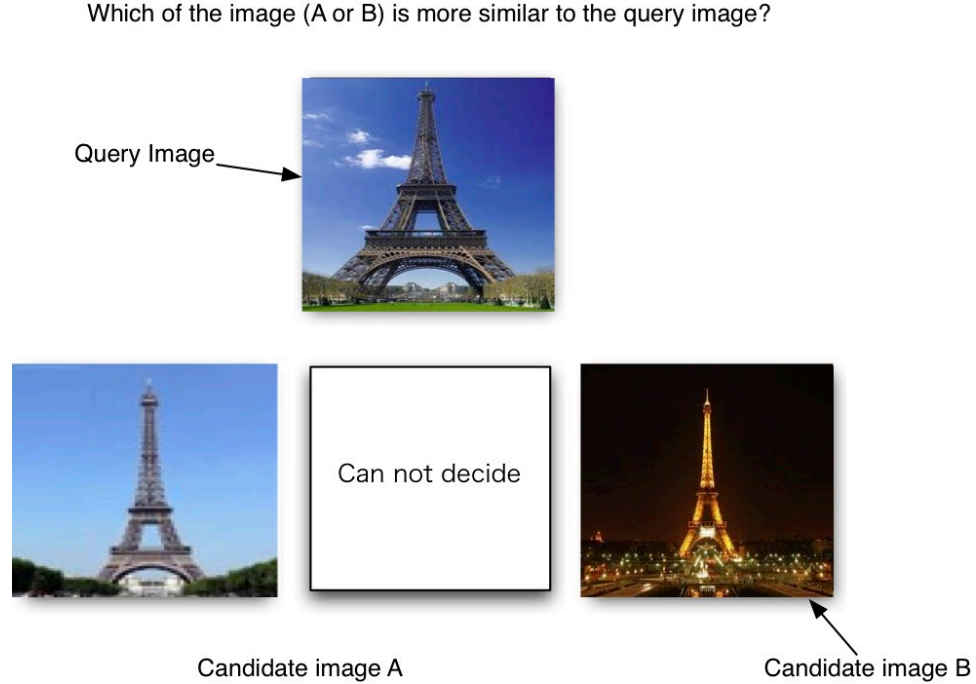 Which of the image (A or B) is more similar to the query image?
Query Image
Can not decide
Candidate image A
Candidate image B